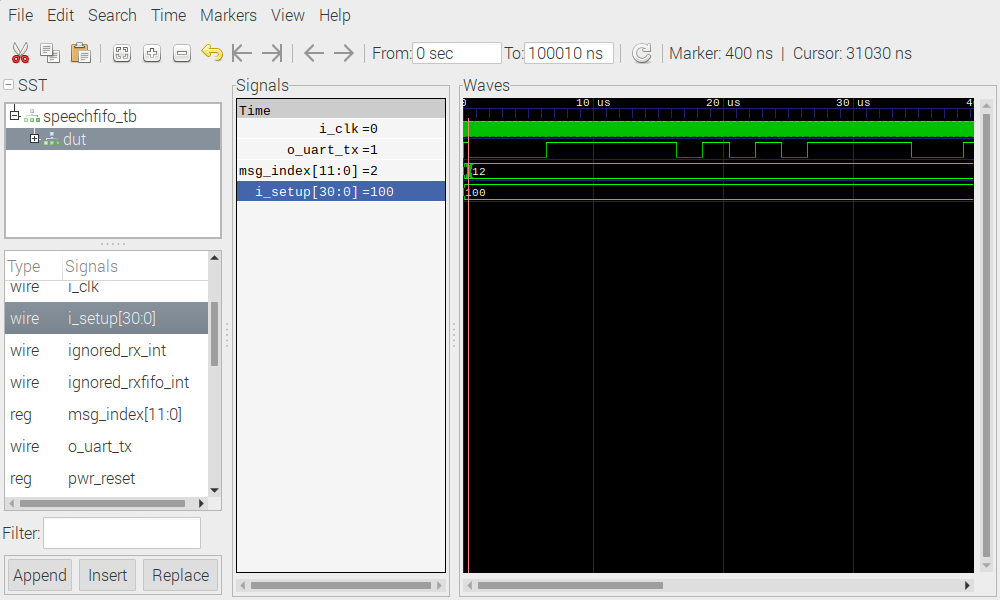 File Edit Search Time Markers View Help
From: 0 sec To: 100010 ns Marker: 400 ns | Cursor: 31030 ns
SST
speechfifo_tb
dut
Type Signals
wire i_clk
wire i_setup[30:0]
wire ignored_rx_int
wire ignored_rxfifo_int
reg msg_index[11:0]
wire o_uart_tx
reg pwr_reset
Filter:
Append Insert Replace
Signals
Time
i_clk =0
o_uart_tx =1
msg_index[11:0] =2
i_setup[30:0] =100
Waves
10 us 20 us 30 us
12
100